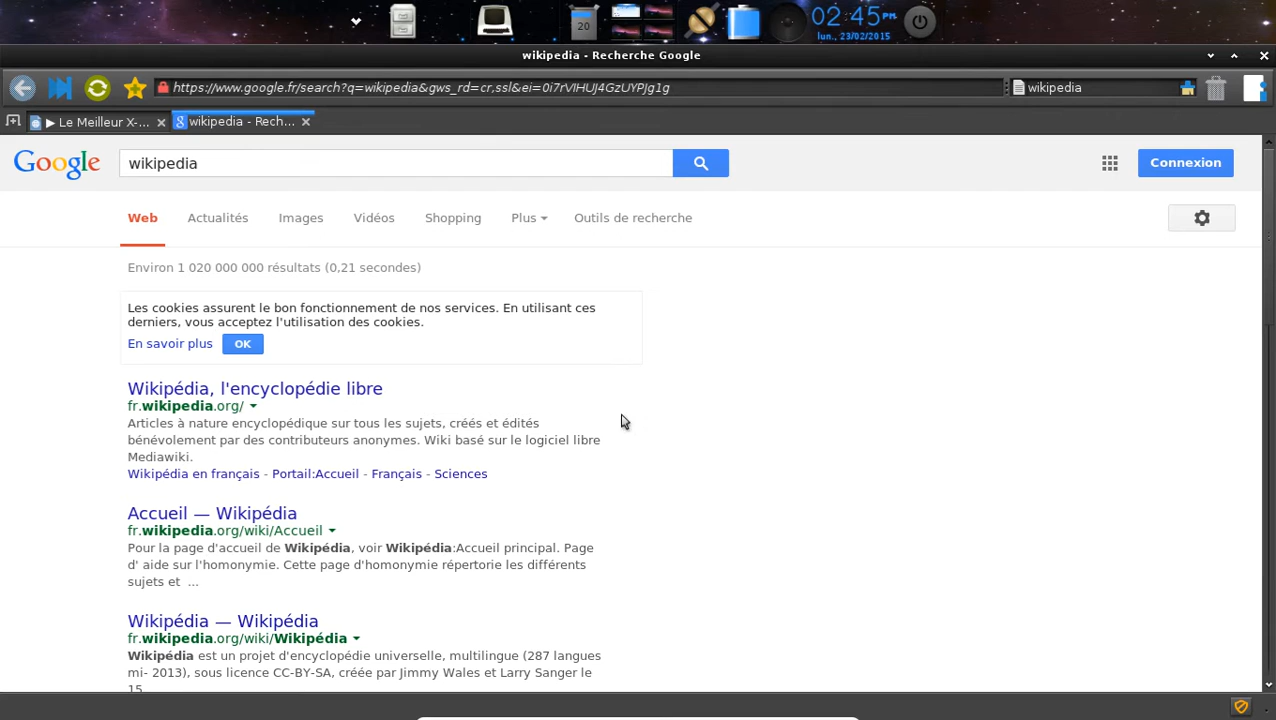 20
02:45 PM
lun., 23/02/2015
wikipedia - Recherche Google
https://www.google.fr/search?q=wikipedia&gws_rd=cr,ssl&ei=0i7rVIHUJ4GzUYPJg1g
wikipedia
▶ Le Meilleur X-...
wikipedia - Rech...
Google
wikipedia
Connexion
Web Actualités Images Vidéos Shopping Plus Outils de recherche
Environ 1 020 000 000 résultats (0,21 secondes)
Les cookies assurent le bon fonctionnement de nos services. En utilisant ces
derniers, vous acceptez l'utilisation des cookies.
En savoir plus OK
Wikipédia, l'encyclopédie libre
fr.wikipedia.org/
Articles à nature encyclopédique sur tous les sujets, créés et édités
bénévolement par des contributeurs anonymes. Wiki basé sur le logiciel libre
Mediawiki.
Wikipédia en français - Portail:Accueil - Français - Sciences
Accueil — Wikipédia
fr.wikipedia.org/wiki/Accueil
Pour la page d'accueil de Wikipédia, voir Wikipédia:Accueil principal. Page
d' aide sur l'homonymie. Cette page d'homonymie répertorie les différents
sujets et ...
Wikipédia — Wikipédia
fr.wikipedia.org/wiki/Wikipédia
Wikipédia est un projet d'encyclopédie universelle, multilingue (287 langues
mi- 2013), sous licence CC-BY-SA, créée par Jimmy Wales et Larry Sanger le
15